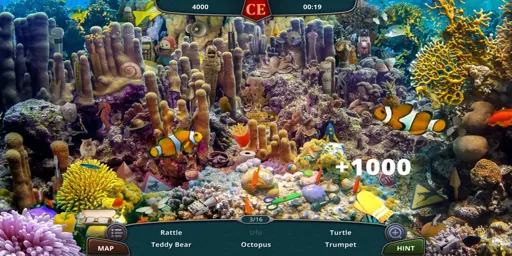 4000 CE 00:19
+1000
3/16
Rattle Ufo Turtle
MAP Teddy Bear Octopus Trumpet HINT